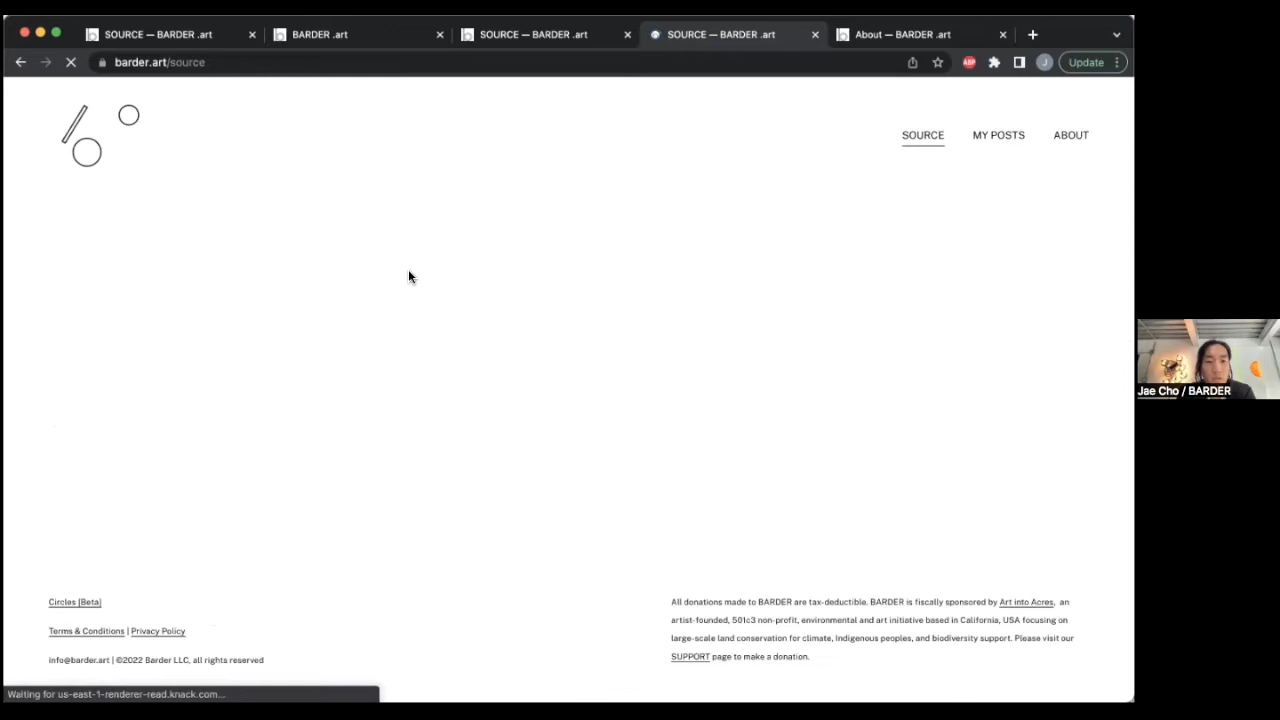 SOURCE — BARDER .art
BARDER .art
SOURCE — BARDER .art
SOURCE — BARDER .art
About — BARDER .art
barder.art/source
ABP
J
Update
SOURCE
MY POSTS
ABOUT
Jae Cho / BARDER
Circles [Beta]
Terms & Conditions | Privacy Policy
info@barder.art | ©2022 Barder LLC, all rights reserved
All donations made to BARDER are tax-deductible. BARDER is fiscally sponsored by Art into Acres, an
artist-founded, 501c3 non-profit, environmental and art initiative based in California, USA focusing on
large-scale land conservation for climate, Indigenous peoples, and biodiversity support. Please visit our
SUPPORT page to make a donation.
Waiting for us-east-1-renderer-read.knack.com...